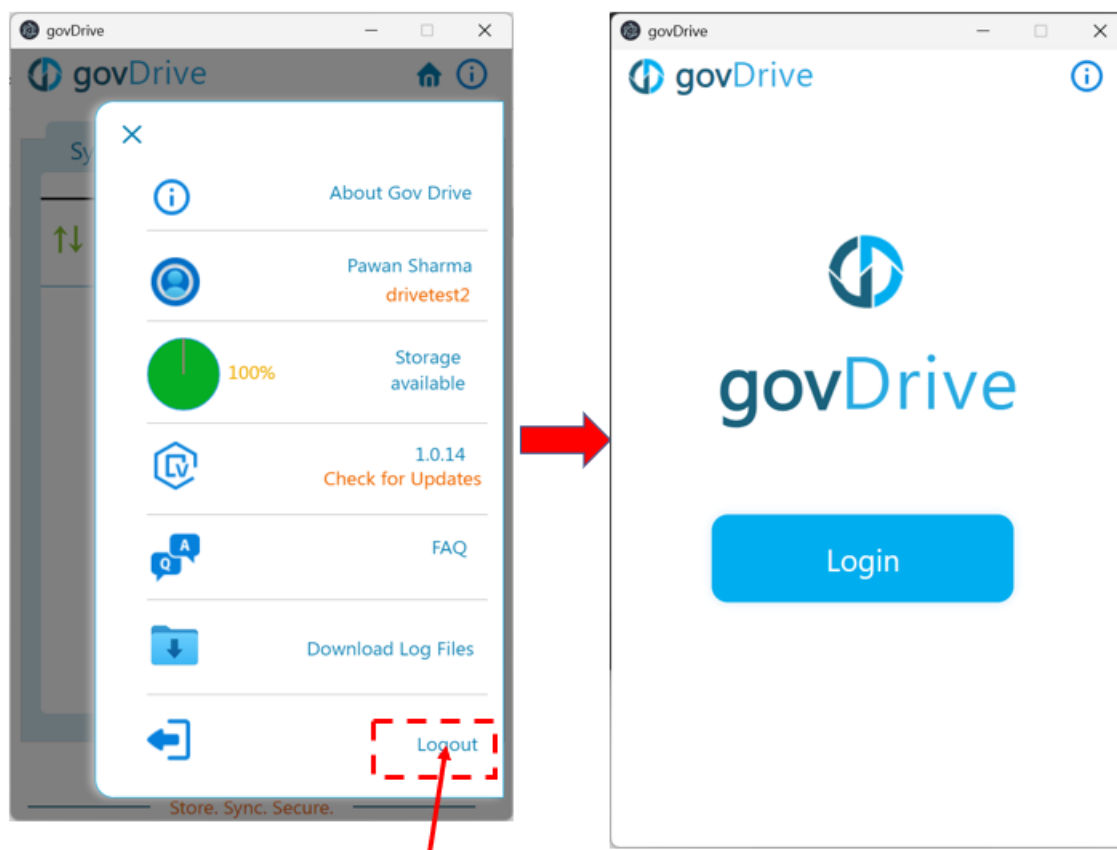 govDrive
govDrive
Sy
About Gov Drive
Pawan Sharma
drivetest2
100%
Storage
available
V
1.0.14
Check for Updates
Q A
FAQ
Download Log Files
Logout
Store. Sync. Secure.
govDrive
govDrive
govDrive
Login